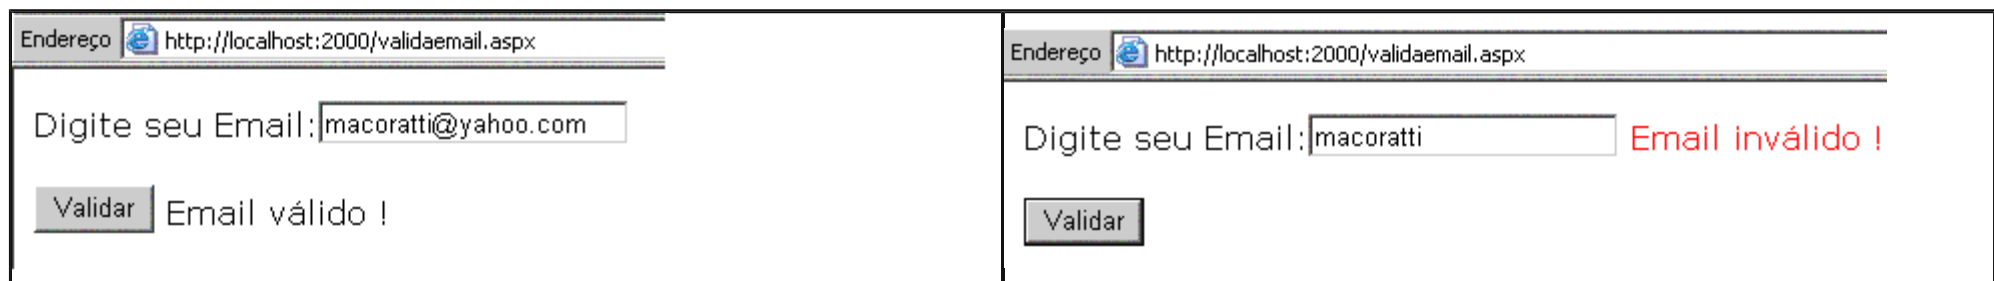 Endereço http://localhost:2000/validaemail.aspx
Digite seu Email: macoratti@yahoo.com
Validar Email válido !
Endereço http://localhost:2000/validaemail.aspx
Digite seu Email: macoratti Email inválido !
Validar